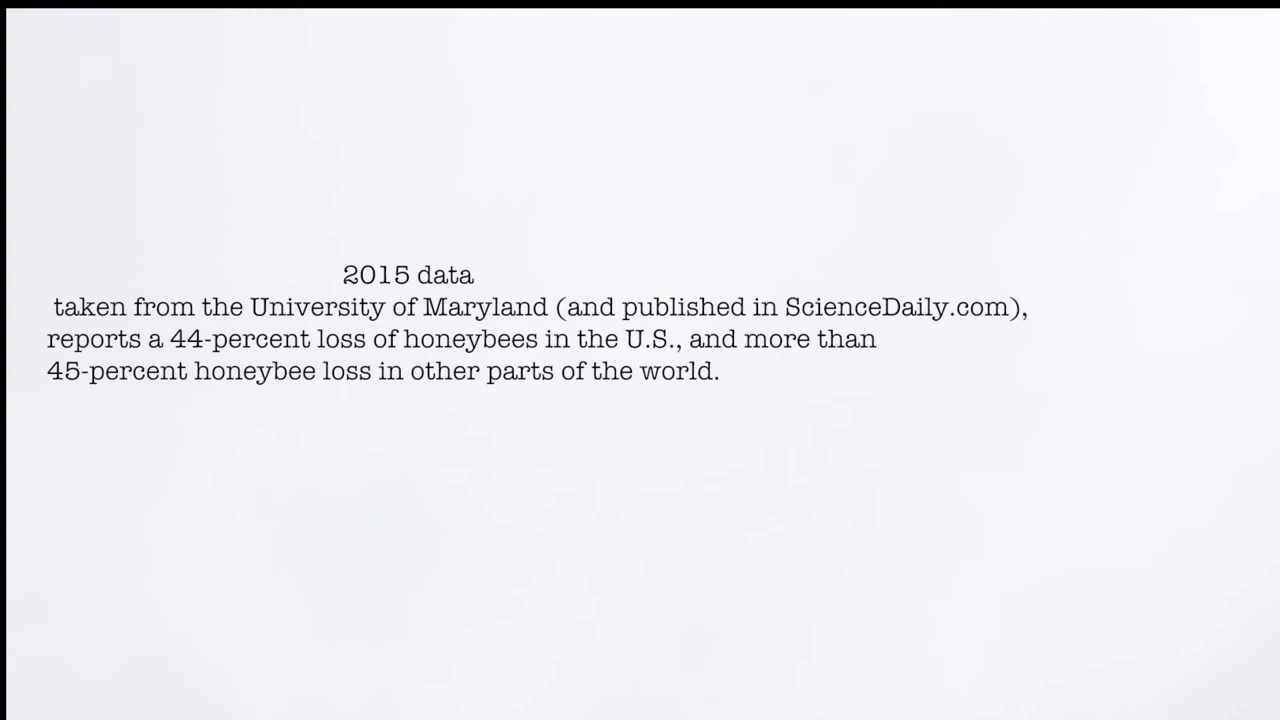 2015 data
taken from the University of Maryland (and published in ScienceDaily.com),
reports a 44-percent loss of honeybees in the U.S., and more than
45-percent honeybee loss in other parts of the world.